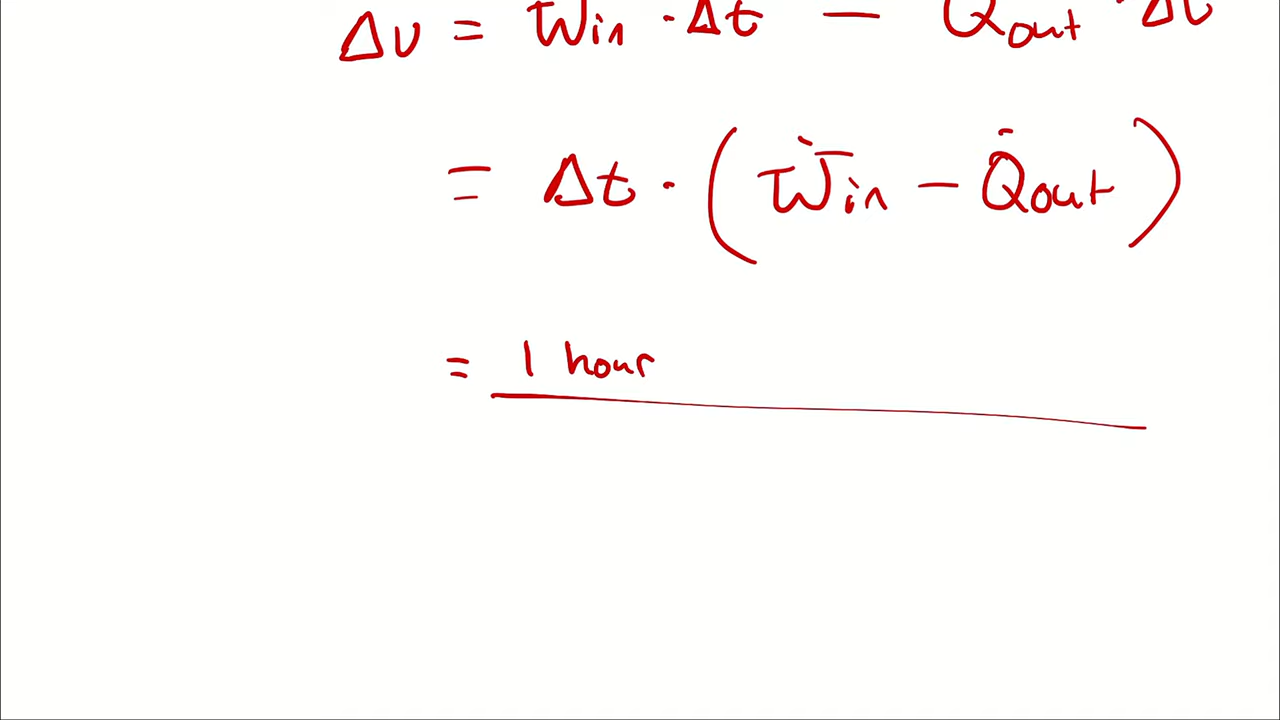 ΔU = Ẇin · Δt − Q̇out · Δt
= Δt · ( Ẇin − Q̇out )
= 1 hour